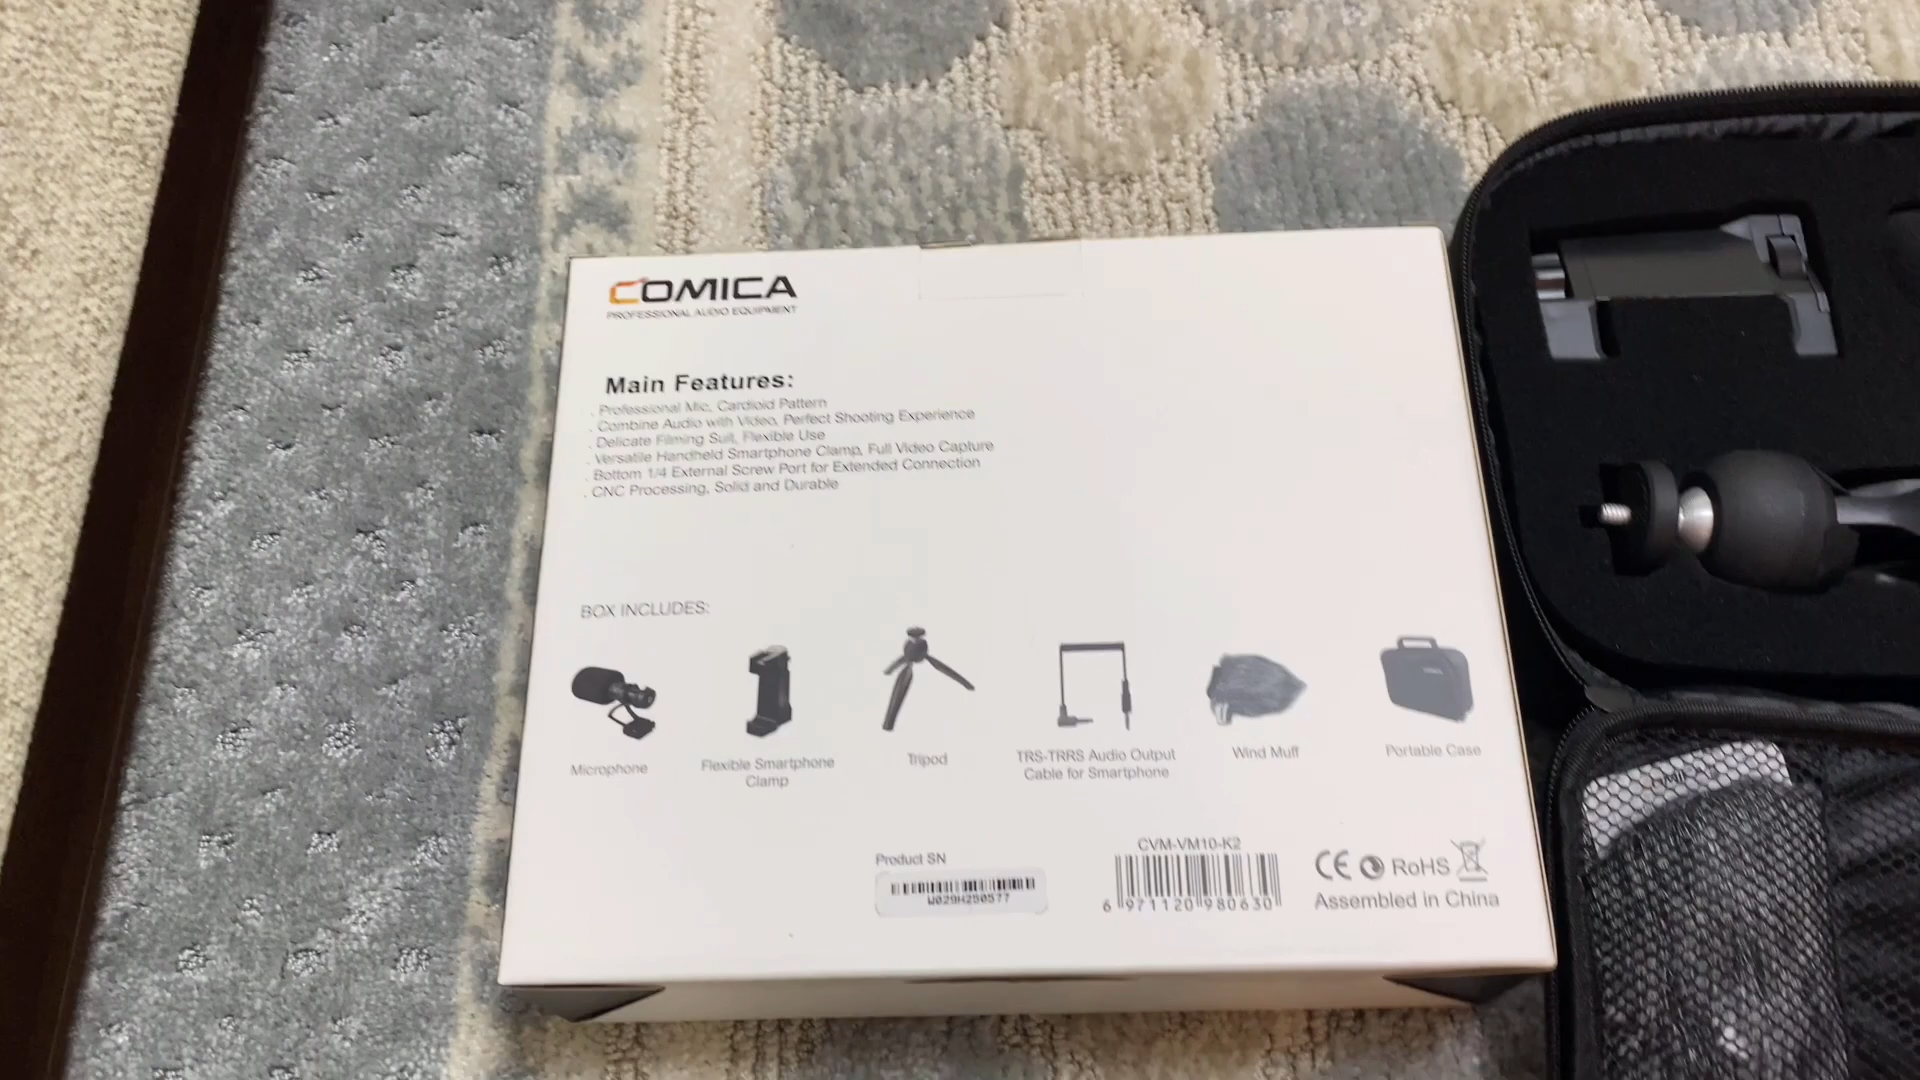 COMICA
PROFESSIONAL AUDIO EQUIPMENT
Main Features:
. Professional Mic, Cardioid Pattern
. Combine Audio with Video, Perfect Shooting Experience
. Delicate Filming Suit, Flexible Use
. Versatile Handheld Smartphone Clamp, Full Video Capture
. Bottom 1/4 External Screw Port for Extended Connection
. CNC Processing, Solid and Durable
BOX INCLUDES:
Microphone
Flexible Smartphone
Clamp
Tripod
TRS-TRRS Audio Output
Cable for Smartphone
Wind Muff
Portable Case
Product SN
W029H250577
CVM-VM10-K2
6 971120 980630
CE RoHS
Assembled in China